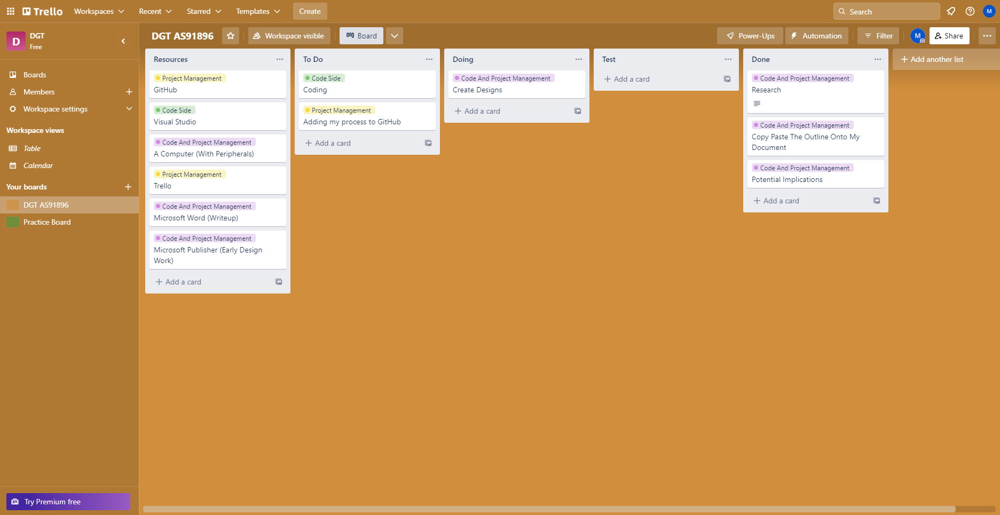 Trello
Workspaces
Recent
Starred
Templates
Create
Search
M
D
DGT
Free
DGT AS91896
Workspace visible
Board
Power-Ups
Automation
Filter
M
Share
Boards
Members
Workspace settings
Workspace views
Table
Calendar
Your boards
DGT AS91896
Practice Board
Try Premium free
Resources
Project Management
GitHub
Code Side
Visual Studio
Code And Project Management
A Computer (With Peripherals)
Project Management
Trello
Code And Project Management
Microsoft Word (Writeup)
Code And Project Management
Microsoft Publisher (Early Design
Work)
Add a card
To Do
Code Side
Coding
Project Management
Adding my process to GitHub
Add a card
Doing
Code And Project Management
Create Designs
Add a card
Test
Add a card
Done
Code And Project Management
Research
Code And Project Management
Copy Paste The Outline Onto My
Document
Code And Project Management
Potential Implications
Add a card
Add another list